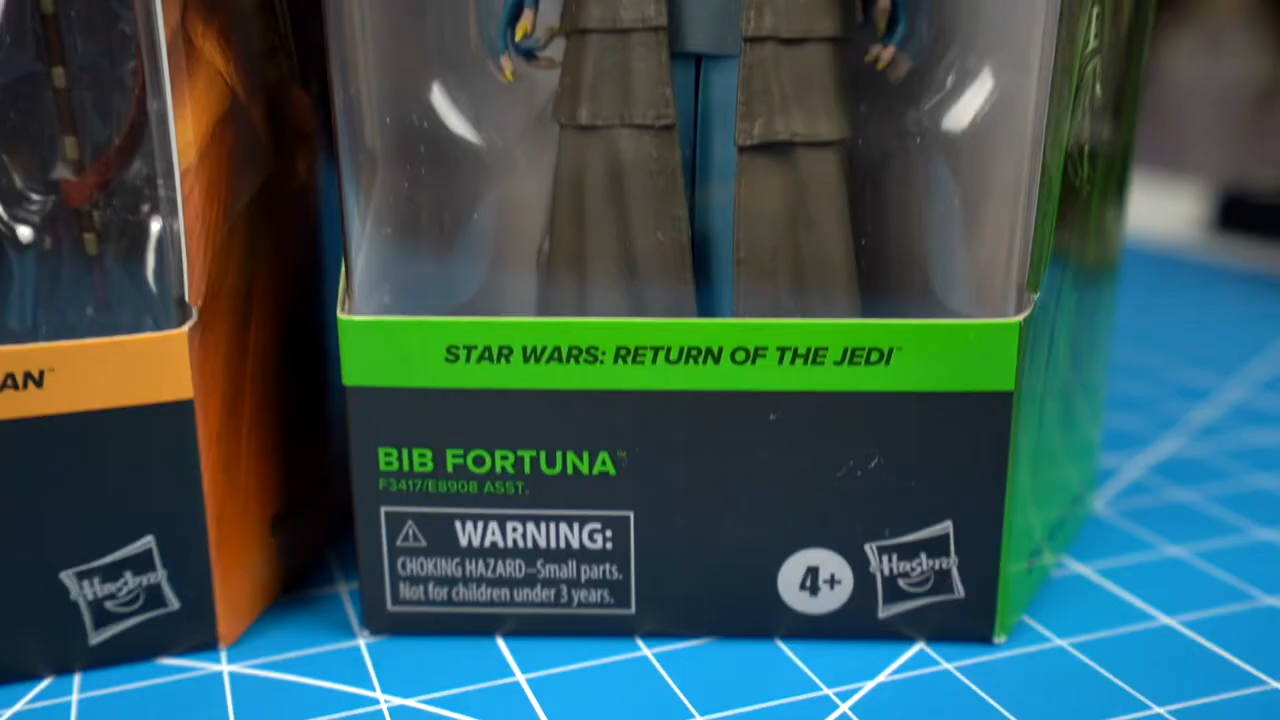 AN™
Hasbro
STAR WARS: RETURN OF THE JEDI™
BIB FORTUNA™
F3417/E8908 ASST.
WARNING:
CHOKING HAZARD–Small parts.
Not for children under 3 years.
4+
Hasbro